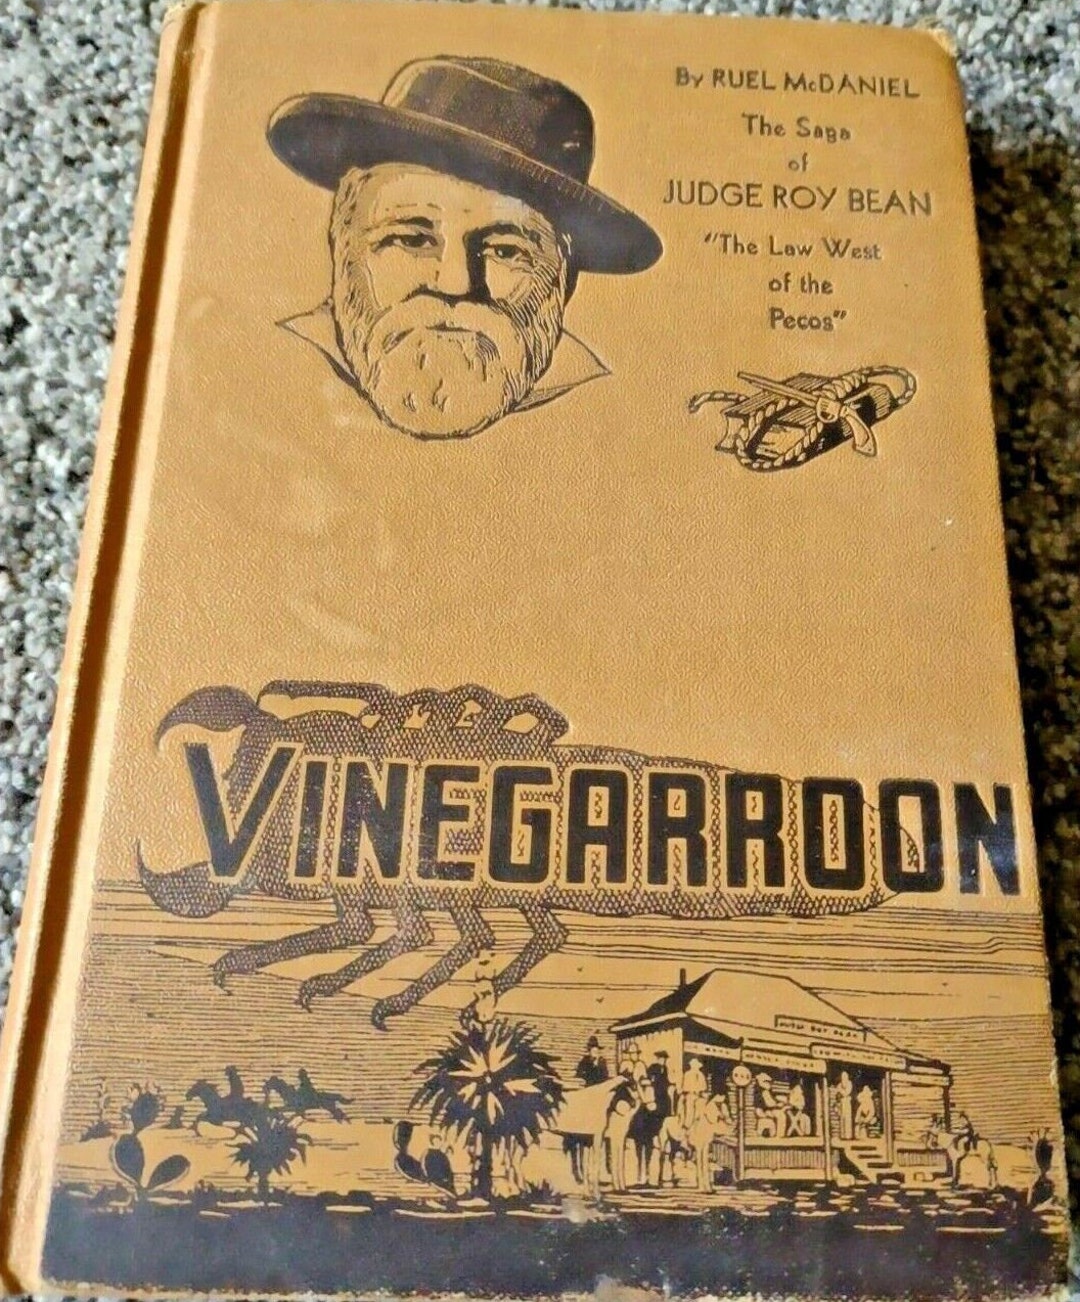 By RUEL McDANIEL
The Saga
of
JUDGE ROY BEAN
"The Law West
of the
Pecos"
VINEGARROON